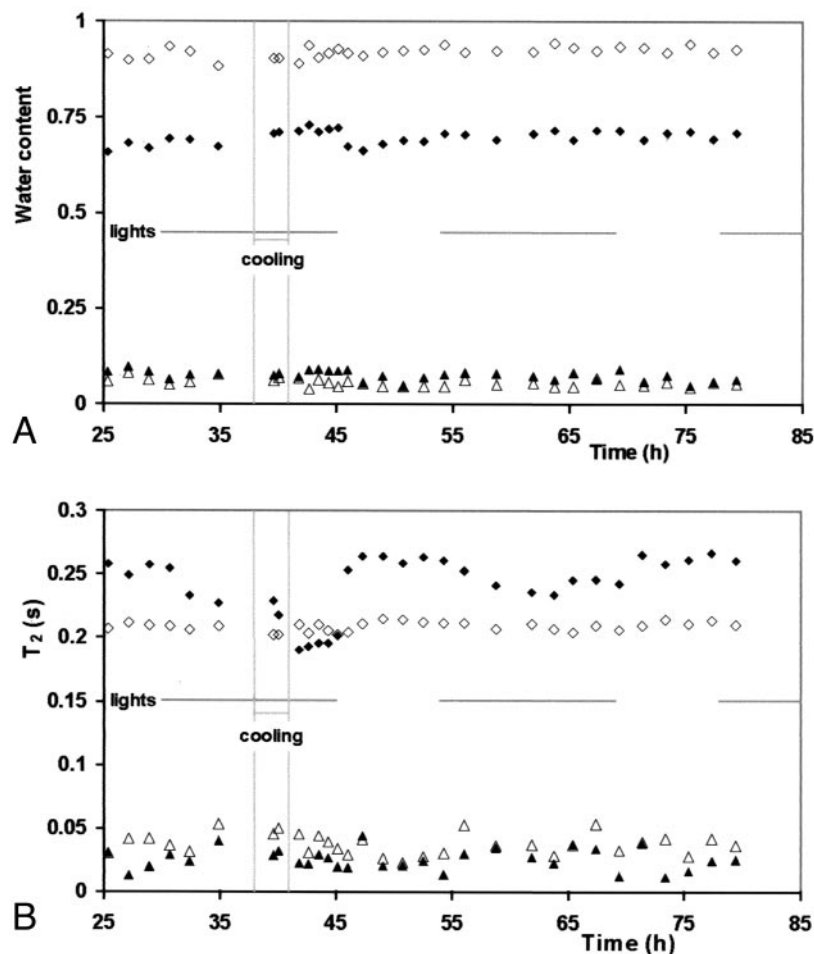 1
0.75
Water content
0.5
lights
cooling
0.25
0
A
25 35 45 55 65 75 85
Time (h)
0.3
0.25
0.2
T2 (s)
0.15
lights
cooling
0.1
0.05
0
B
25 35 45 55 65 75 85
Time (h)